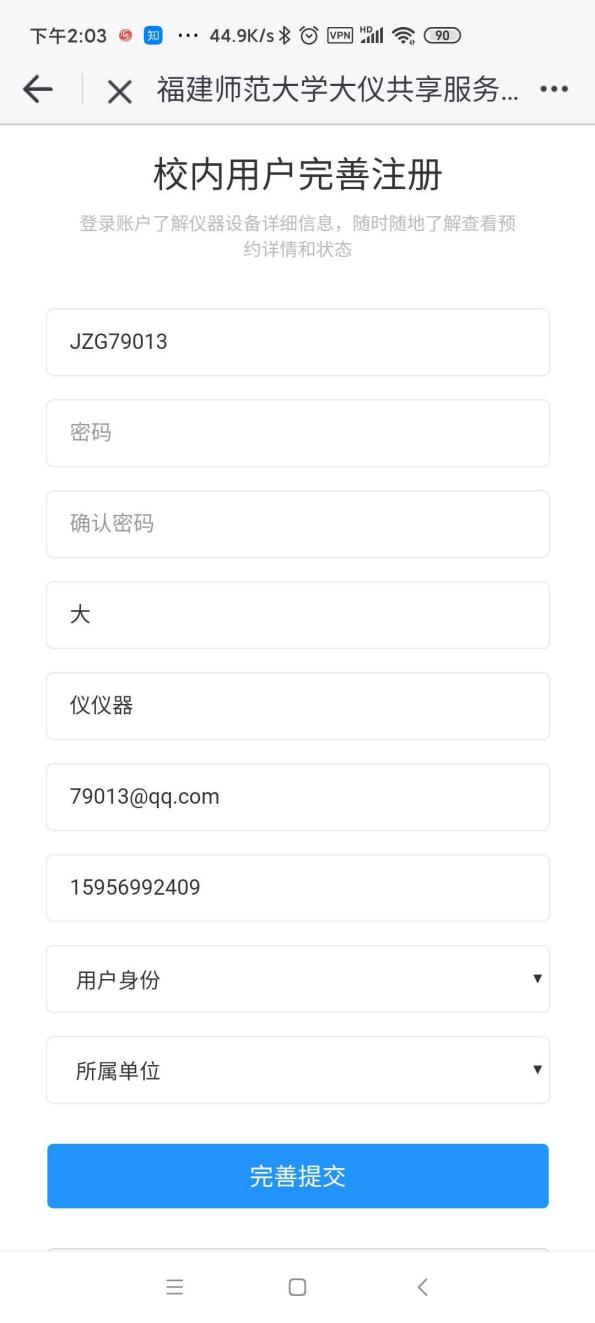 下午2:03 知 ··· 44.9K/s VPN HD 90
福建师范大学大仪共享服务...
校内用户完善注册
登录账户了解仪器设备详细信息，随时随地了解查看预
约详情和状态
JZG79013
密码
确认密码
大
仪仪器
79013@qq.com
15956992409
用户身份
所属单位
完善提交